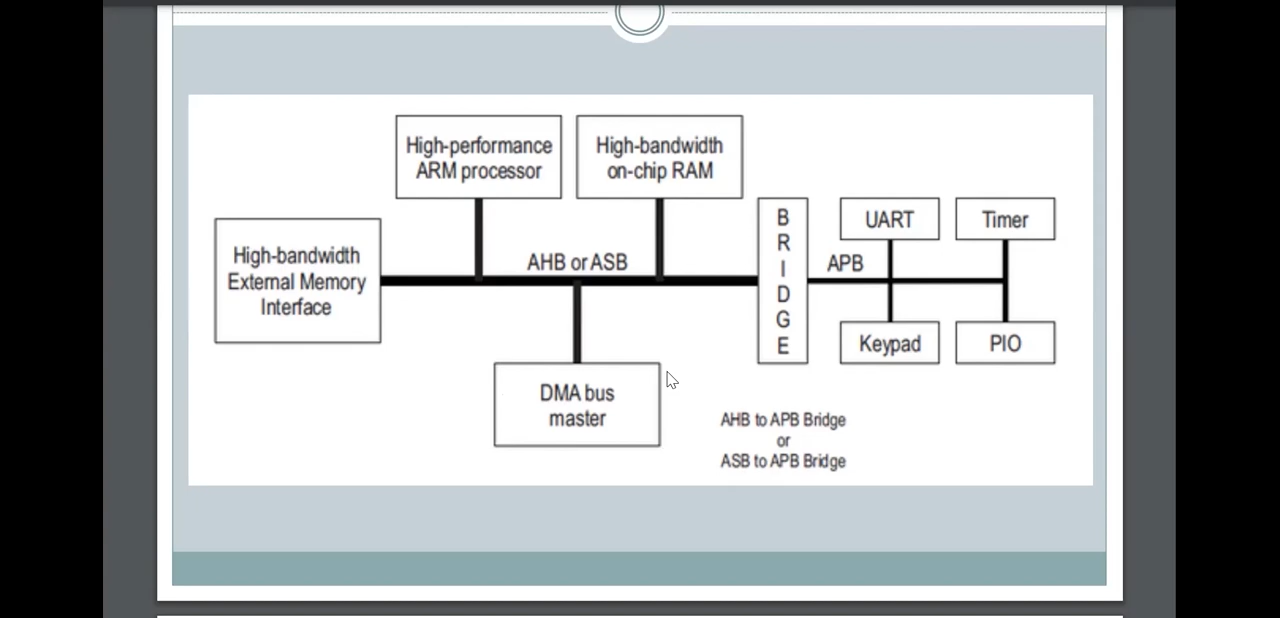 High-performance
ARM processor
High-bandwidth
on-chip RAM
High-bandwidth
External Memory
Interface
AHB or ASB
B
R
I
D
G
E
APB
UART
Timer
Keypad
PIO
DMA bus
master
AHB to APB Bridge
or
ASB to APB Bridge